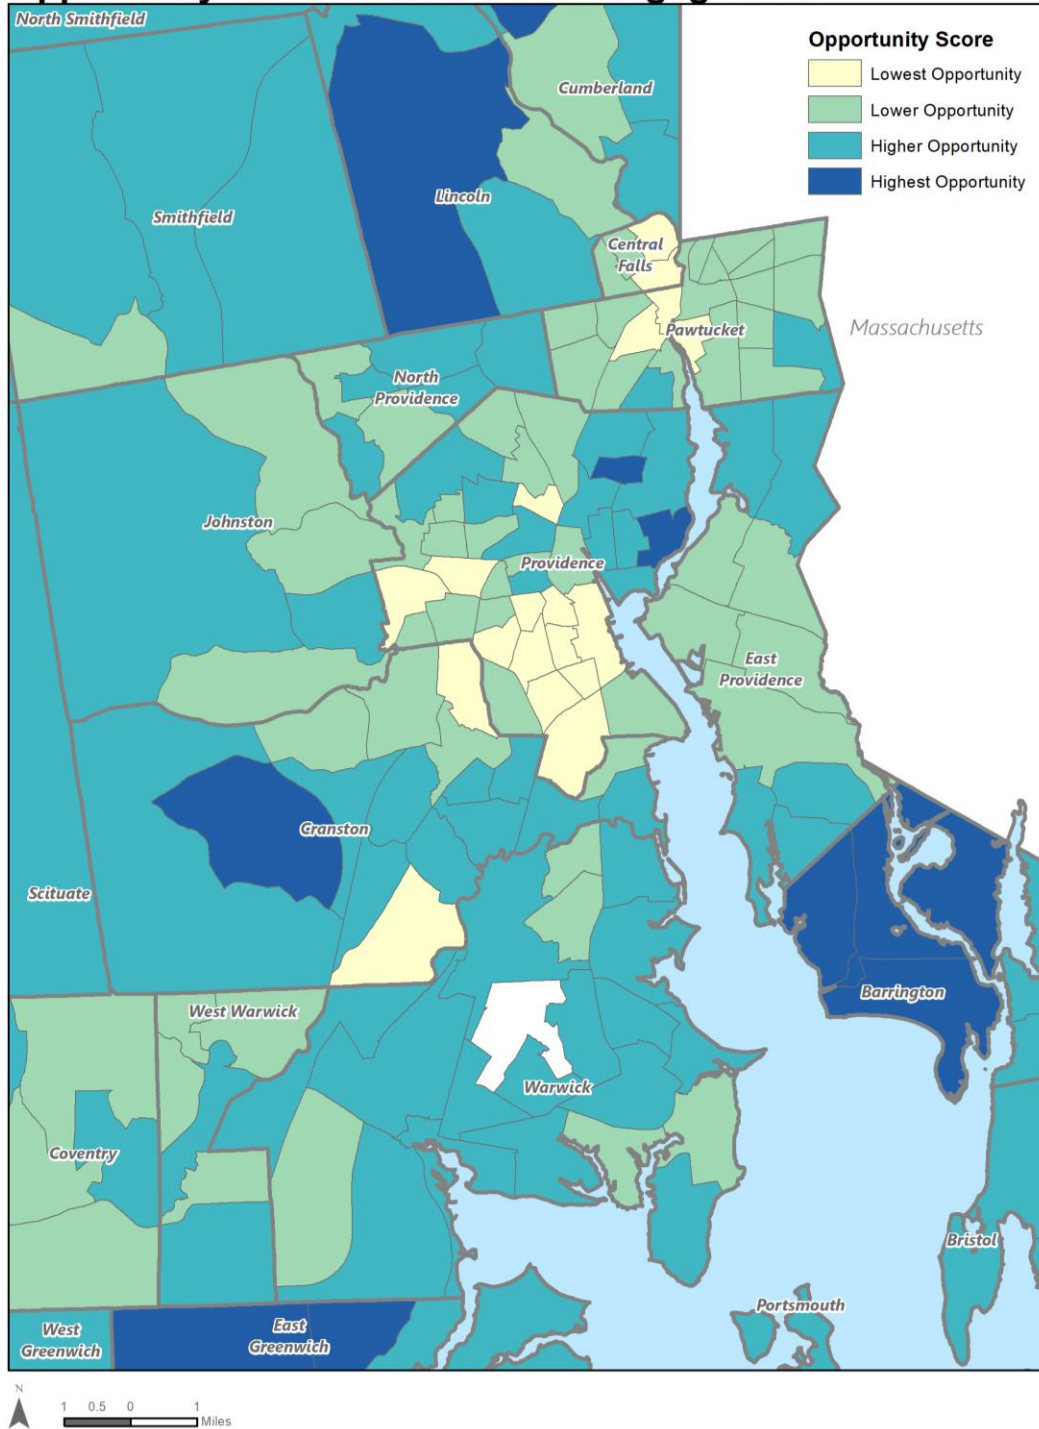 North Smithfield
Opportunity Score
Lowest Opportunity
Lower Opportunity
Higher Opportunity
Highest Opportunity
Cumberland
Lincoln
Smithfield
Central
Falls
Pawtucket
Massachusetts
North
Providence
Johnston
Providence
East
Providence
Cranston
Scituate
Barrington
West Warwick
Warwick
Coventry
Bristol
Portsmouth
West
Greenwich
East
Greenwich
N
1 0.5 0 1
Miles